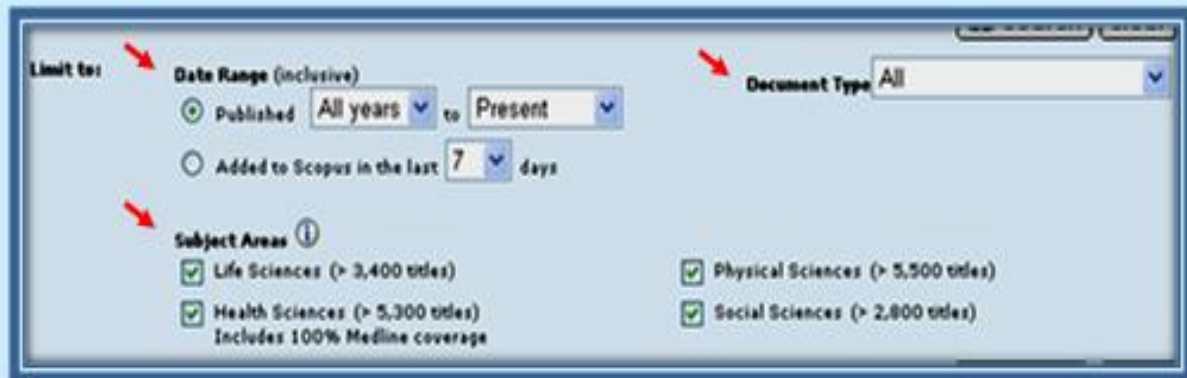 Limit to:
Date Range (inclusive)
Document Type All
Published All years to Present
Added to Scopus in the last 7 days
Subject Areas
Life Sciences (> 3,400 titles)
Physical Sciences (> 5,500 titles)
Health Sciences (> 5,300 titles)
Social Sciences (> 2,800 titles)
Includes 100% Medline coverage